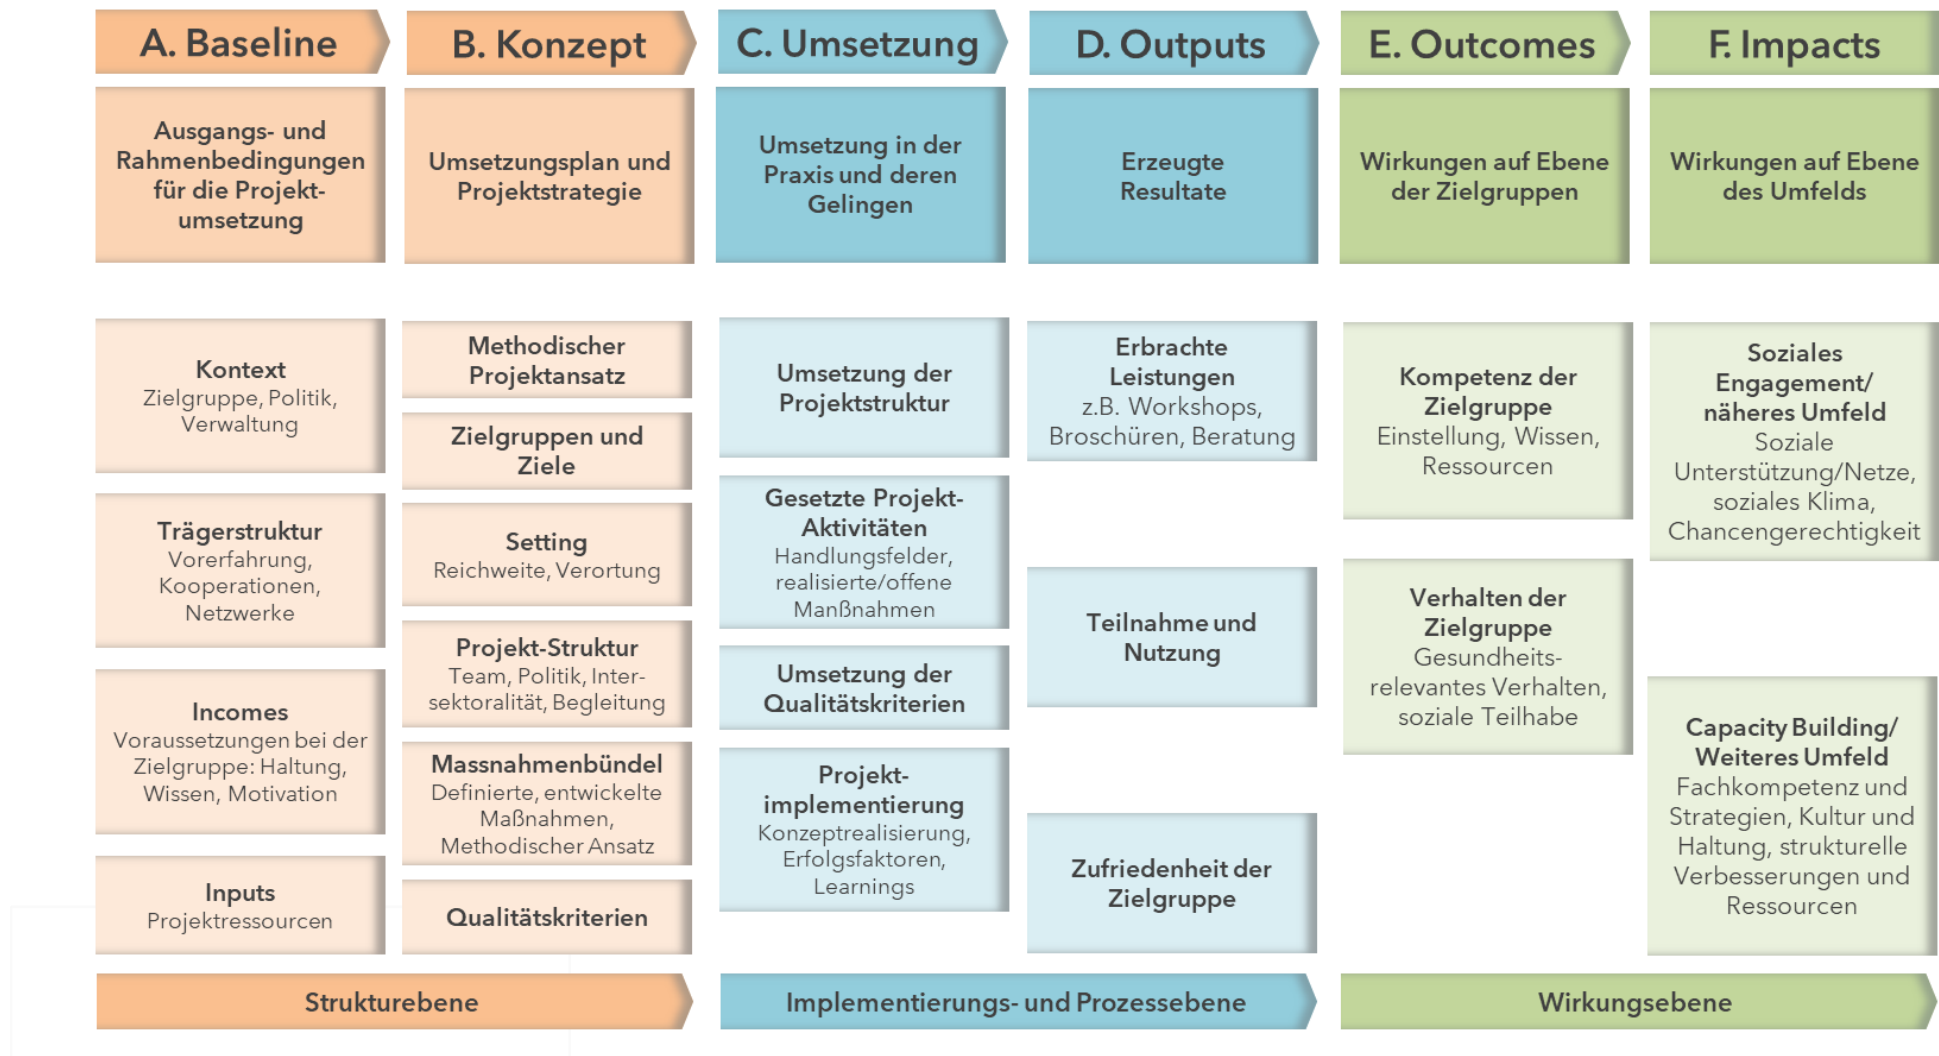 A. Baseline
B. Konzept
C. Umsetzung
D. Outputs
E. Outcomes
F. Impacts
Ausgangs- und
Rahmenbedingungen
für die Projekt-
umsetzung
Umsetzungsplan und
Projektstrategie
Umsetzung in der
Praxis und deren
Gelingen
Erzeugte
Resultate
Wirkungen auf Ebene
der Zielgruppen
Wirkungen auf Ebene
des Umfelds
Kontext
Zielgruppe, Politik,
Verwaltung
Trägerstruktur
Vorerfahrung,
Kooperationen,
Netzwerke
Incomes
Voraussetzungen bei der
Zielgruppe: Haltung,
Wissen, Motivation
Inputs
Projektressourcen
Methodischer
Projektansatz
Zielgruppen und
Ziele
Setting
Reichweite, Verortung
Projekt-Struktur
Team, Politik, Inter-
sektoralität, Begleitung
Massnahmenbündel
Definierte, entwickelte
Maßnahmen,
Methodischer Ansatz
Qualitätskriterien
Umsetzung der
Projektstruktur
Gesetzte Projekt-
Aktivitäten
Handlungsfelder,
realisierte/offene
Manßnahmen
Umsetzung der
Qualitätskriterien
Projekt-
implementierung
Konzeptrealisierung,
Erfolgsfaktoren,
Learnings
Erbrachte
Leistungen
z.B. Workshops,
Broschüren, Beratung
Teilnahme und
Nutzung
Zufriedenheit der
Zielgruppe
Kompetenz der
Zielgruppe
Einstellung, Wissen,
Ressourcen
Verhalten der
Zielgruppe
Gesundheits-
relevantes Verhalten,
soziale Teilhabe
Soziales
Engagement/
näheres Umfeld
Soziale
Unterstützung/Netze,
soziales Klima,
Chancengerechtigkeit
Capacity Building/
Weiteres Umfeld
Fachkompetenz und
Strategien, Kultur und
Haltung, strukturelle
Verbesserungen und
Ressourcen
Strukturebene
Implementierungs- und Prozessebene
Wirkungsebene